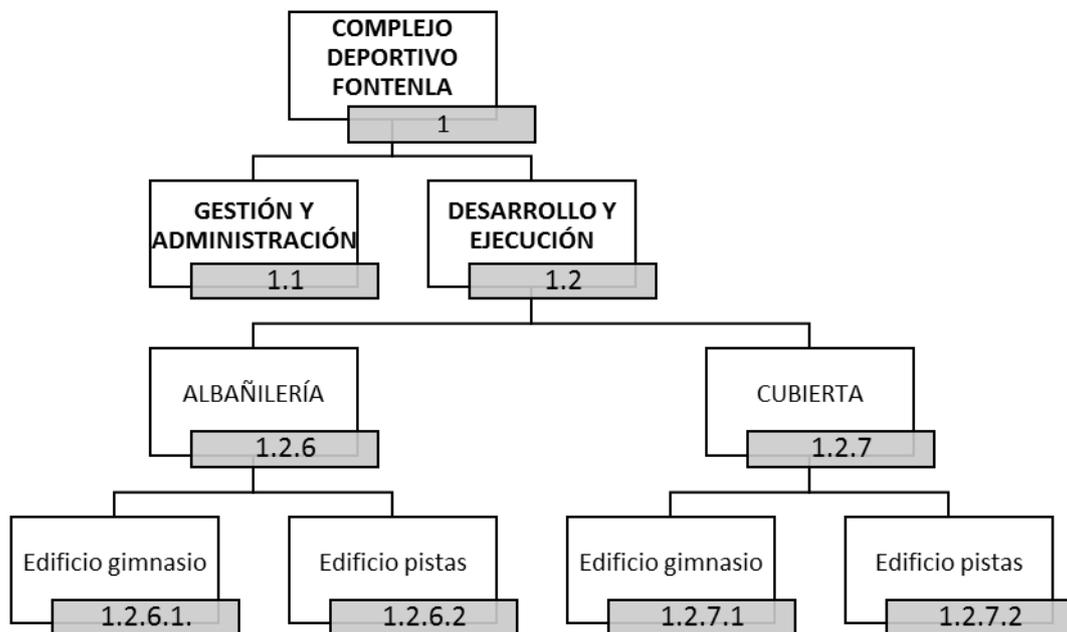 COMPLEJO
DEPORTIVO
FONTENLA
1
GESTIÓN Y
ADMINISTRACIÓN
1.1
DESARROLLO Y
EJECUCIÓN
1.2
ALBAÑILERÍA
1.2.6
CUBIERTA
1.2.7
Edificio gimnasio
1.2.6.1.
Edificio pistas
1.2.6.2
Edificio gimnasio
1.2.7.1
Edificio pistas
1.2.7.2